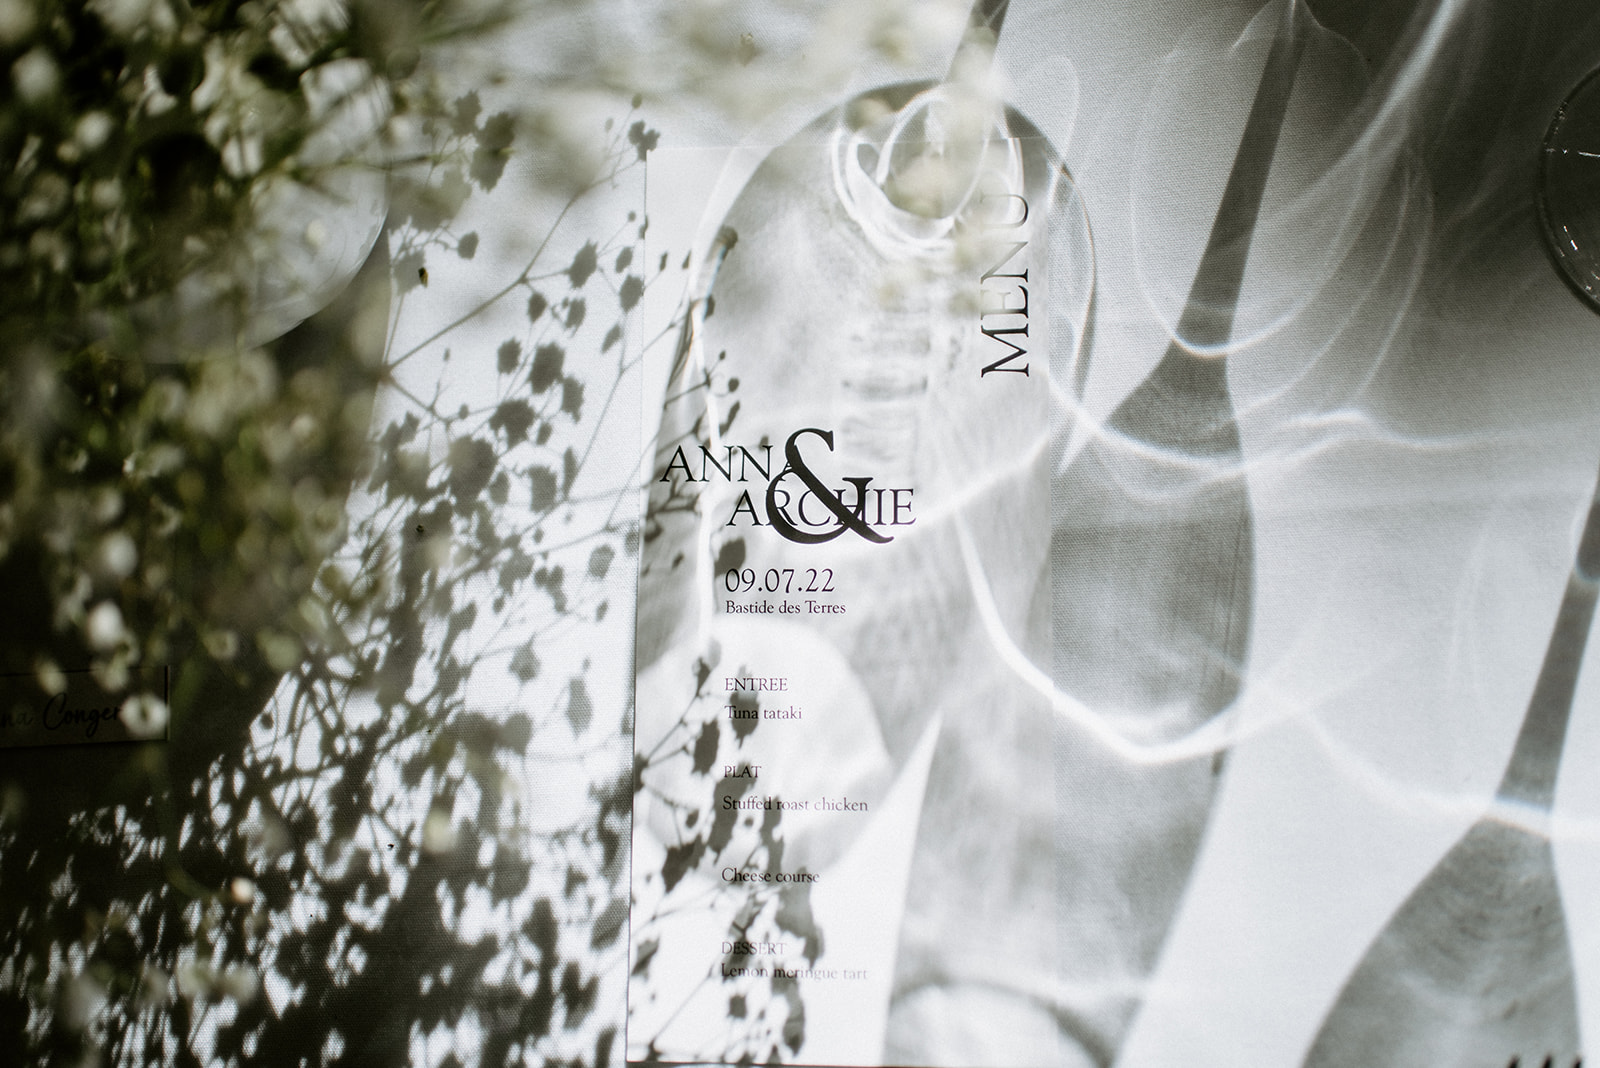 MENU
ANNA
&
ARCHIE
09.07.22
Bastide des Terres
ENTREE
Tuna tataki
PLAT
Stuffed roast chicken
Cheese course
DESSERT
Lemon meringue tart